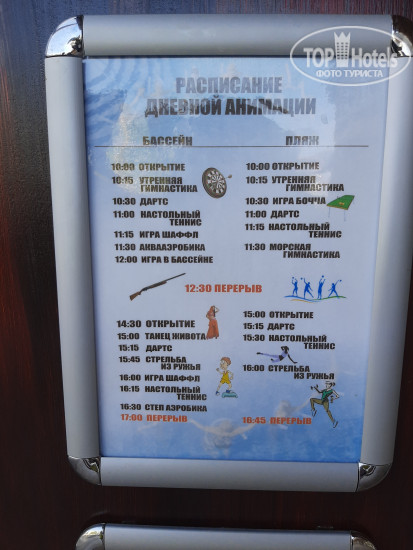 TOPHotels
ФОТО ТУРИСТА
РАСПИСАНИЕ
ДНЕВНОЙ АНИМАЦИИ
БАССЕЙН
10:00 ОТКРЫТИЕ
10:15 УТРЕННЯЯ
ГИМНАСТИКА
10:30 ДАРТС
11:00 НАСТОЛЬНЫЙ
ТЕННИС
11:15 ИГРА ШАФФЛ
11:30 АКВААЭРОБИКА
12:00 ИГРА В БАССЕЙНЕ
ПЛЯЖ
10:00 ОТКРЫТИЕ
10:15 УТРЕННЯЯ
ГИМНАСТИКА
10:30 ИГРА БОЧЧА
11:00 ДАРТС
11:15 НАСТОЛЬНЫЙ
ТЕННИС
11:30 МОРСКАЯ
ГИМНАСТИКА
12:30 ПЕРЕРЫВ
14:30 ОТКРЫТИЕ
15:00 ТАНЕЦ ЖИВОТА
15:15 ДАРТС
15:45 СТРЕЛЬБА
ИЗ РУЖЬЯ
16:00 ИГРА ШАФФЛ
16:15 НАСТОЛЬНЫЙ
ТЕННИС
16:30 СТЕП АЭРОБИКА
17:00 ПЕРЕРЫВ
15:00 ОТКРЫТИЕ
15:15 ДАРТС
15:30 НАСТОЛЬНЫЙ
ТЕННИС
16:00 СТРЕЛЬБА
ИЗ РУЖЬЯ
16:45 ПЕРЕРЫВ